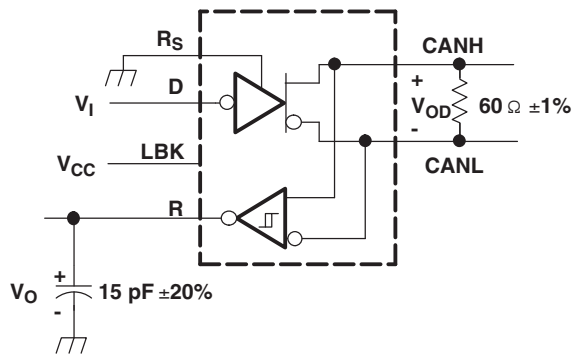 RS
CANH
D
VI
+
VOD
-
60 Ω ±1%
LBK
VCC
CANL
R
+
VO
15 pF ±20%
-